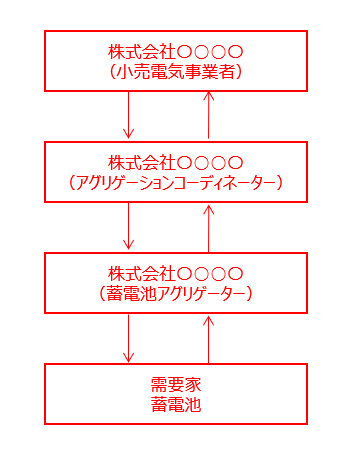 株式会社〇〇〇〇
（小売電気事業者）
株式会社〇〇〇〇
（アグリゲーションコーディネーター）
株式会社〇〇〇〇
（蓄電池アグリゲーター）
需要家
蓄電池